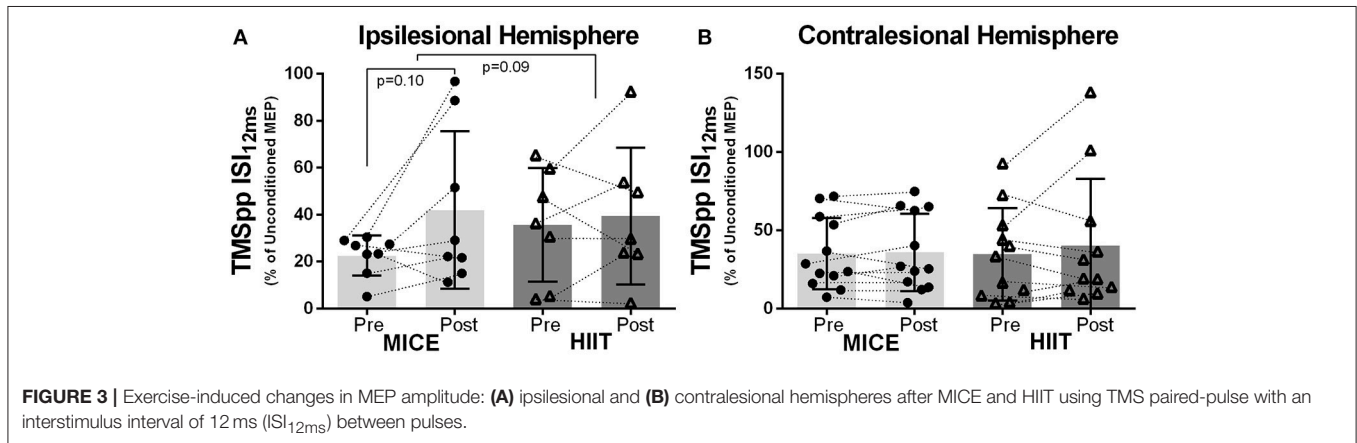 A
Ipsilesional Hemisphere
p=0.10
p=0.09
TMSpp ISI12ms
(% of Unconditioned MEP)
100
80
60
40
20
0
Pre
Post
Pre
Post
MICE
HIIT
B
Contralesional Hemisphere
TMSpp ISI12ms
(% of Unconditioned MEP)
150
100
50
0
Pre
Post
Pre
Post
MICE
HIIT
FIGURE 3 | Exercise-induced changes in MEP amplitude: (A) ipsilesional and (B) contralesional hemispheres after MICE and HIIT using TMS paired-pulse with an
interstimulus interval of 12 ms (ISI12ms) between pulses.